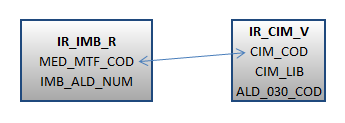 IR_IMB_R
MED_MTF_COD
IMB_ALD_NUM
IR_CIM_V
CIM_COD
CIM_LIB
ALD_030_COD